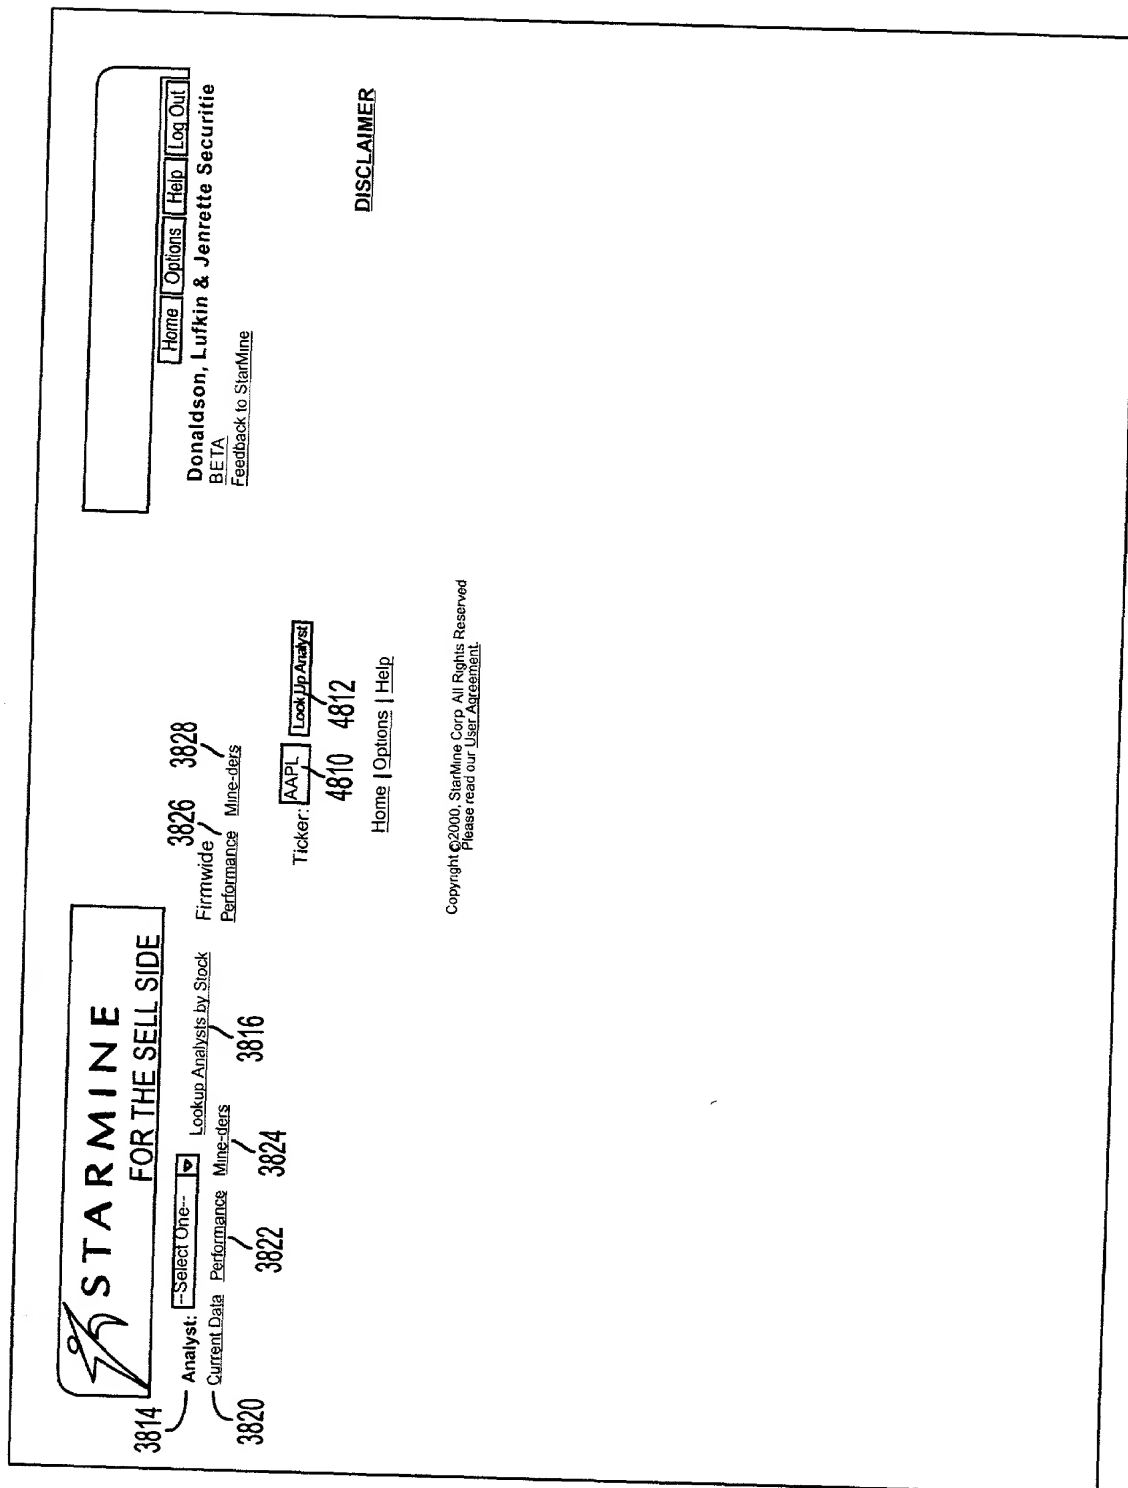 STARMINE
FOR THE SELL SIDE
Home Options Help Log Out
3814
Analyst: --Select One--
Lookup Analysts by Stock
Firmwide
3826
3828
Donaldson, Lufkin & Jenrette Securitie
3820
Current Data Performance Mine-ders
Performance Mine-ders
BETA
3822
3824
3816
Feedback to StarMine
Ticker: AAPL Look Up Analyst
4810
4812
DISCLAIMER
Home | Options | Help
Copyright ©2000, StarMine Corp All Rights Reserved
Please read our User Agreement.